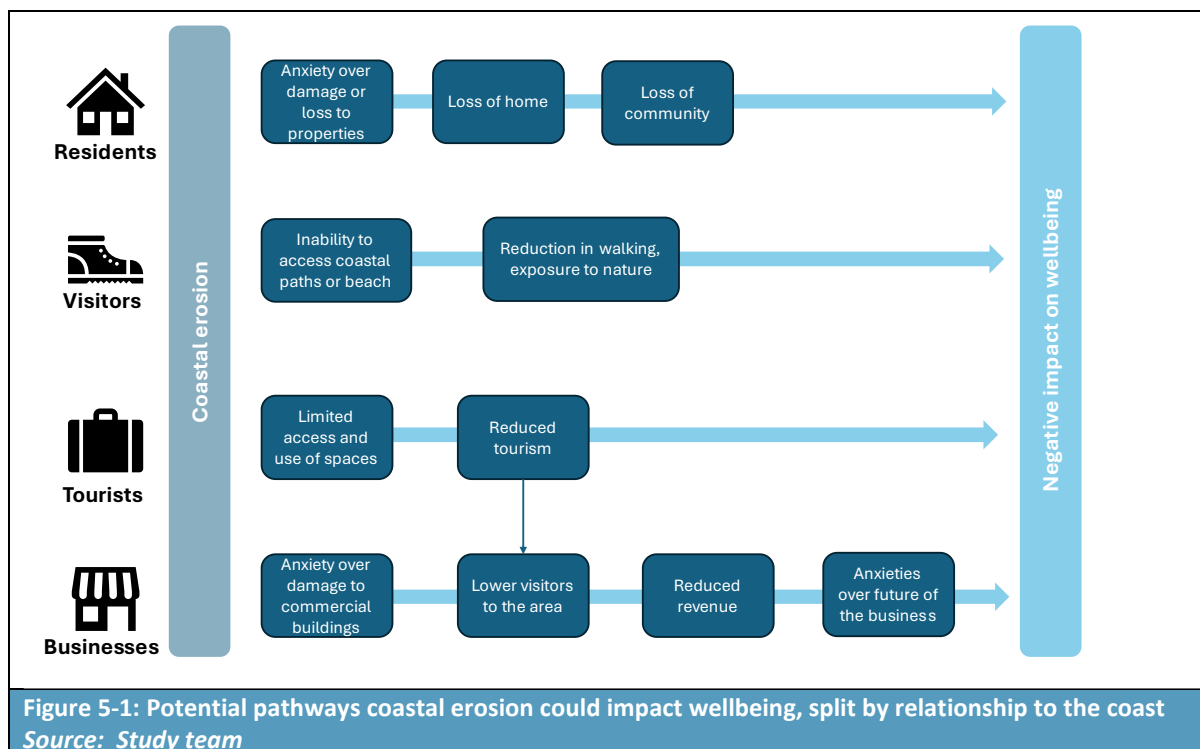 Anxiety over
damage or
loss to
properties
Loss of home
Loss of
community
Residents
Inability to
access coastal
paths or beach
Reduction in walking,
exposure to nature
Visitors
Coastal erosion
Negative impact on wellbeing
Limited
access and
use of spaces
Reduced
tourism
Tourists
Anxiety over
damage to
commercial
buildings
Lower visitors
to the area
Reduced
revenue
Anxieties
over future of
the business
Businesses
Figure 5-1: Potential pathways coastal erosion could impact wellbeing, split by relationship to the coast
Source: Study team